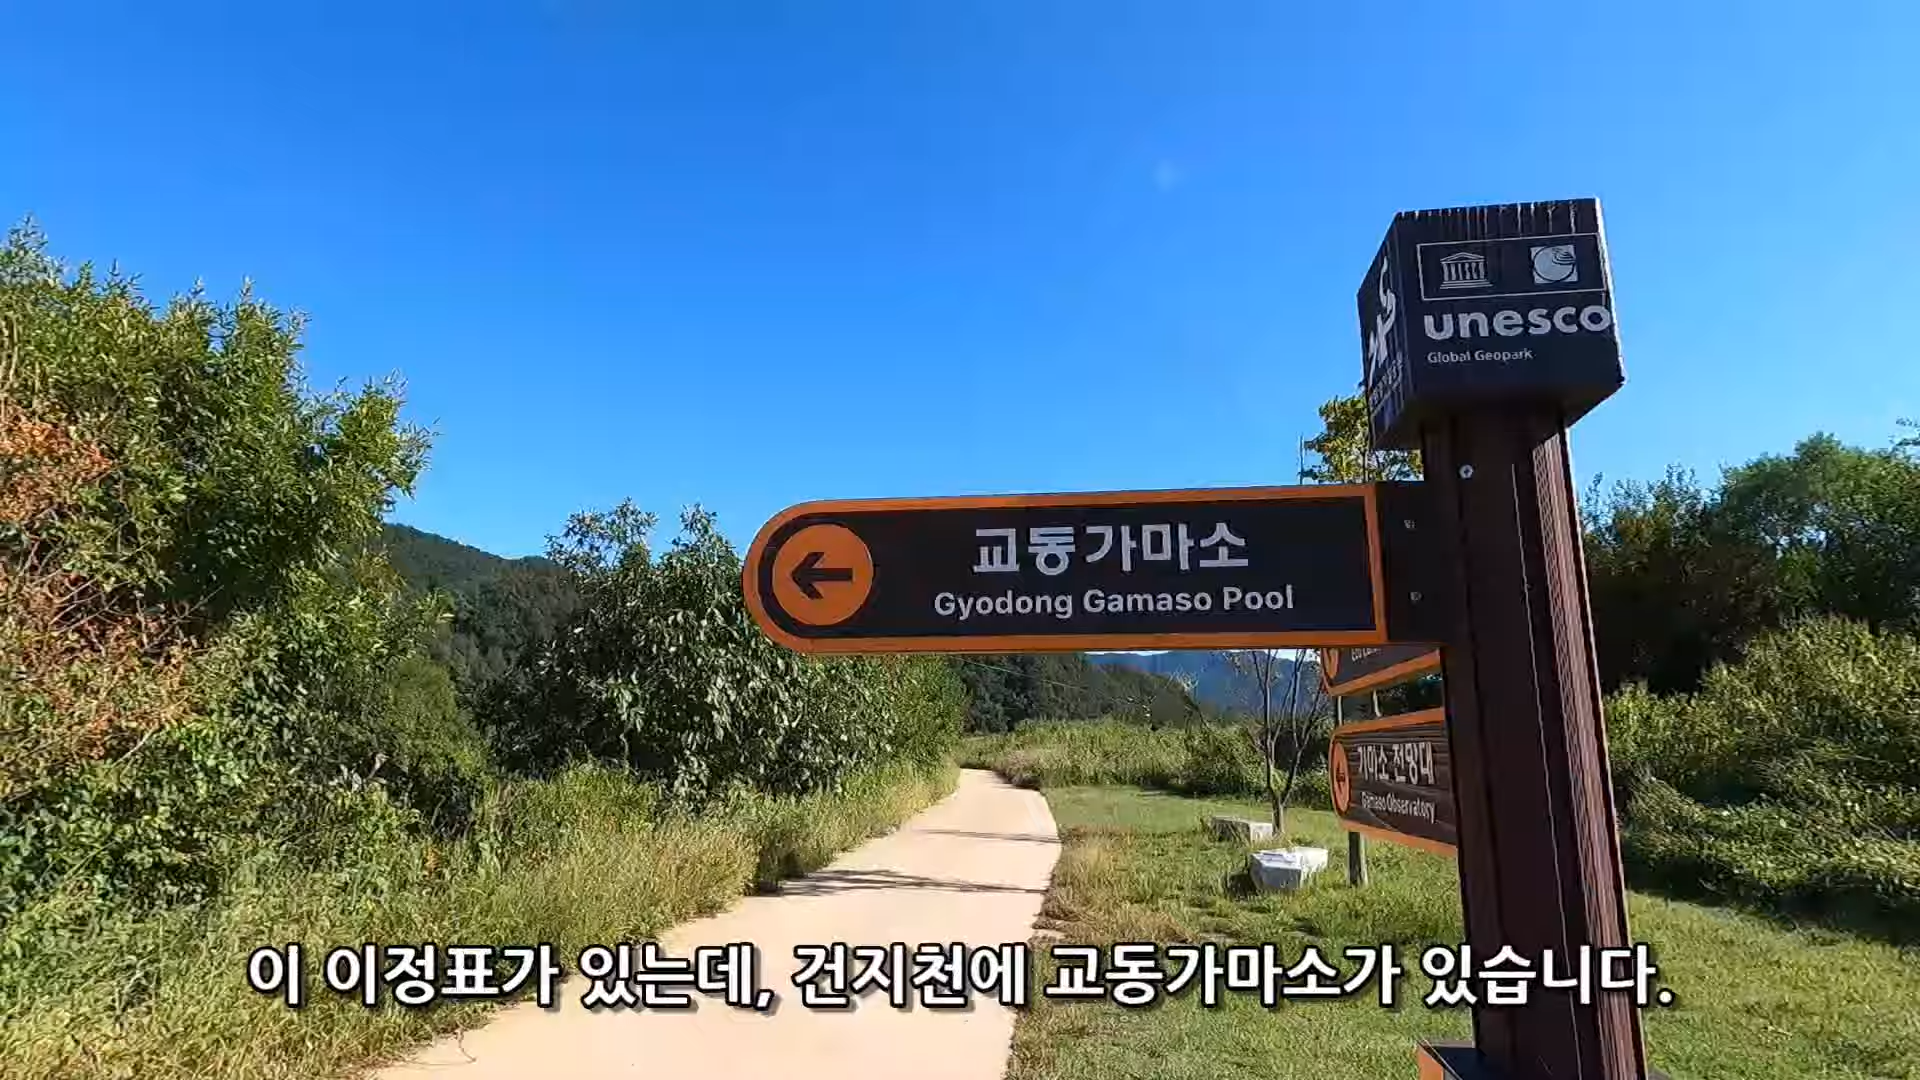 unesco
Global Geopark
교동가마소
Gyodong Gamaso Pool
가마소 전망대
Gamaso Observatory
이 이정표가 있는데, 건지천에 교동가마소가 있습니다.